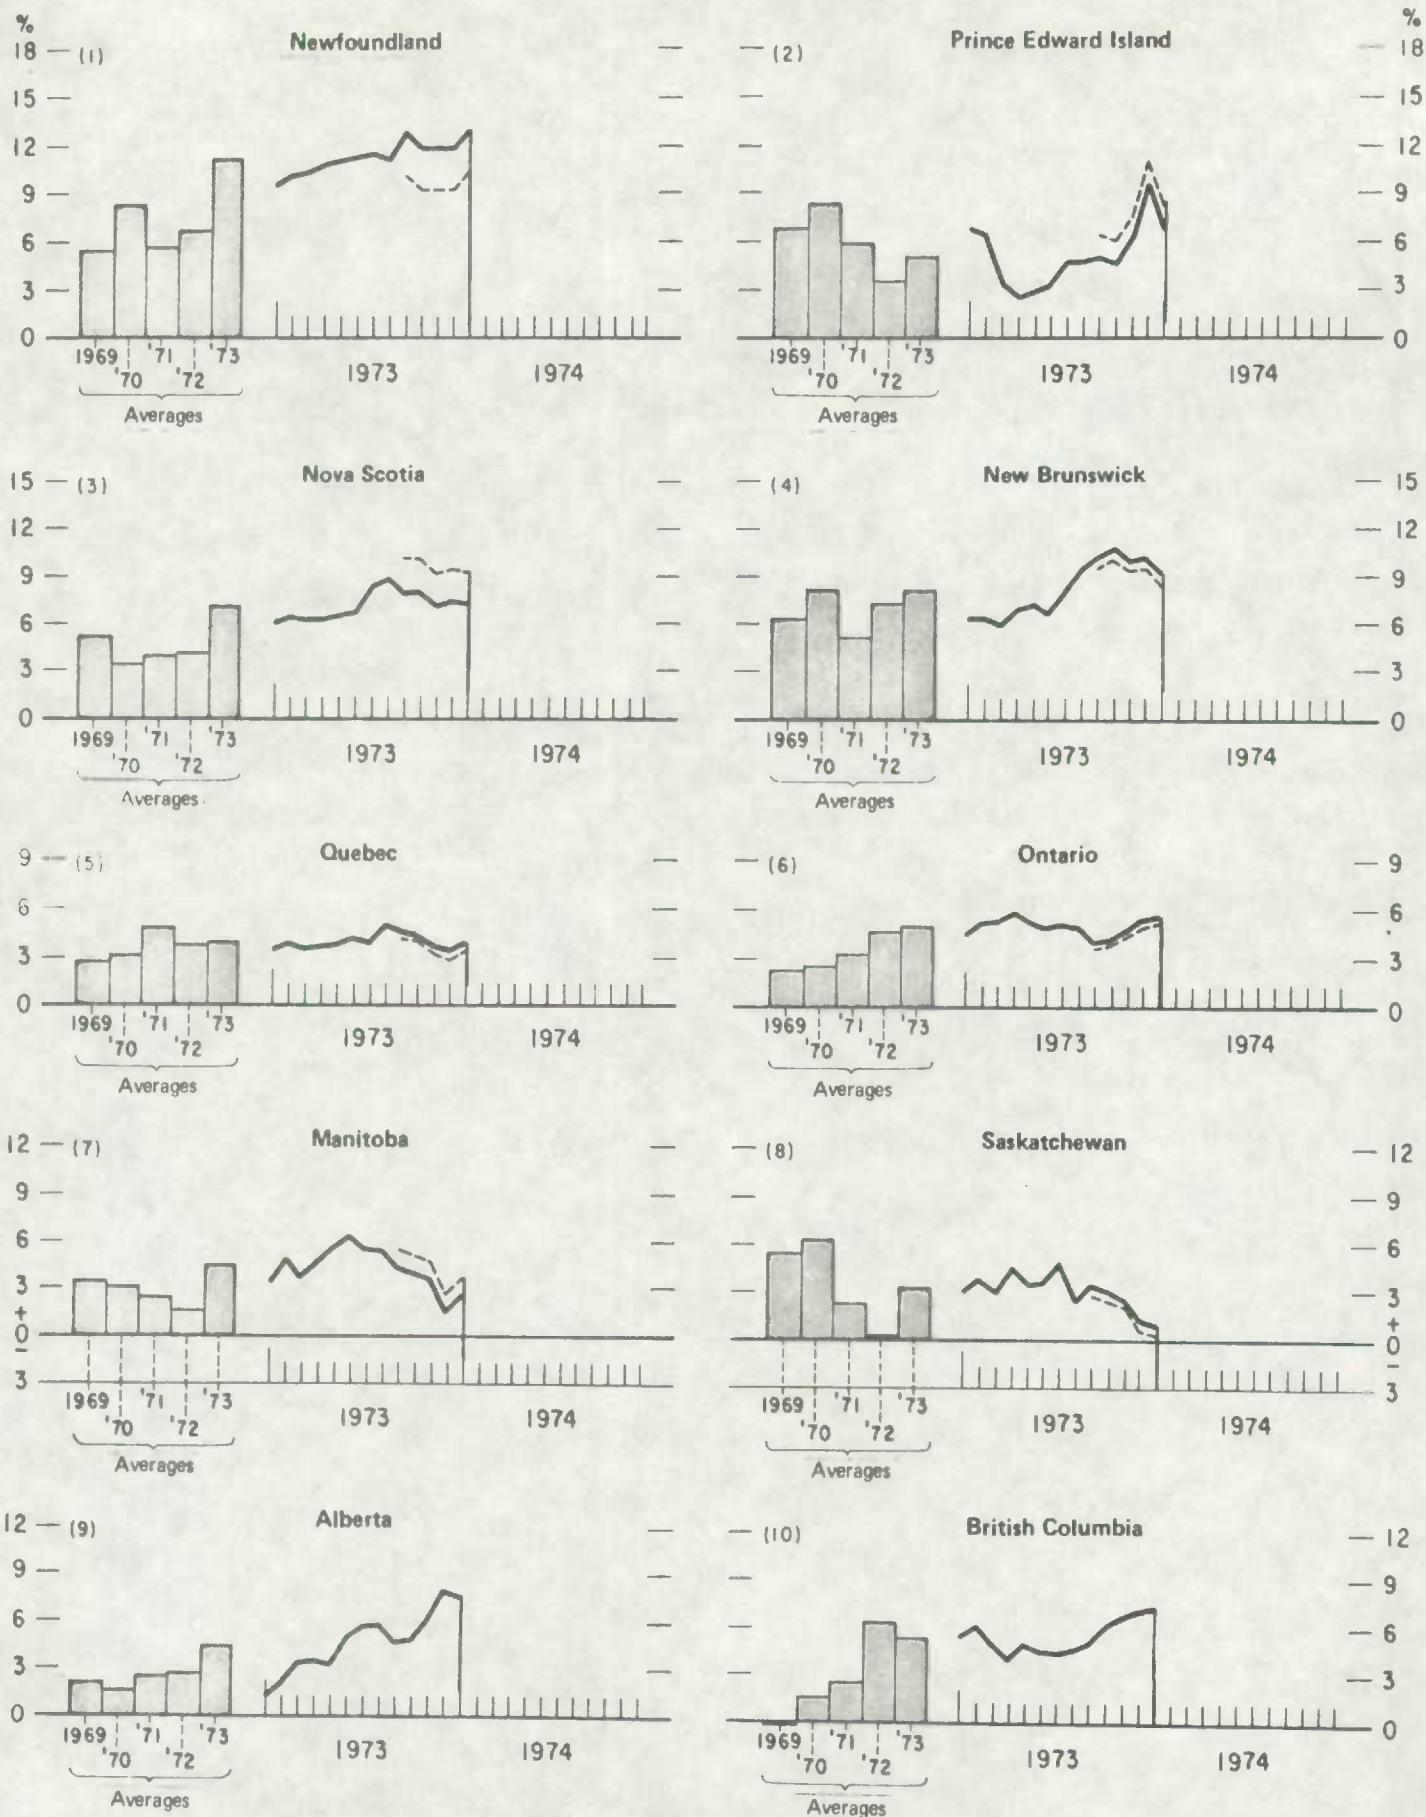 % %
18 (1) Newfoundland (2) Prince Edward Island 18
15 15
12 12
9 9
6 6
3 3
0 0
1969 '70 '71 '72 '73 1973 1974 1969 '70 '71 '72 '73 1973 1974
Averages Averages
15 (3) Nova Scotia (4) New Brunswick 15
12 12
9 9
6 6
3 3
0 0
1969 '70 '71 '72 '73 1973 1974 1969 '70 '71 '72 '73 1973 1974
Averages Averages
9 (5) Quebec (6) Ontario 9
6 6
3 3
0 0
1969 '70 '71 '72 '73 1973 1974 1969 '70 '71 '72 '73 1973 1974
Averages Averages
12 (7) Manitoba (8) Saskatchewan 12
9 9
6 6
3 3
+ +
0 0
− −
3 3
1969 '70 '71 '72 '73 1973 1974 1969 '70 '71 '72 '73 1973 1974
Averages Averages
12 (9) Alberta (10) British Columbia 12
9 9
6 6
3 3
0 0
1969 '70 '71 '72 '73 1973 1974 1969 '70 '71 '72 '73 1973 1974
Averages Averages